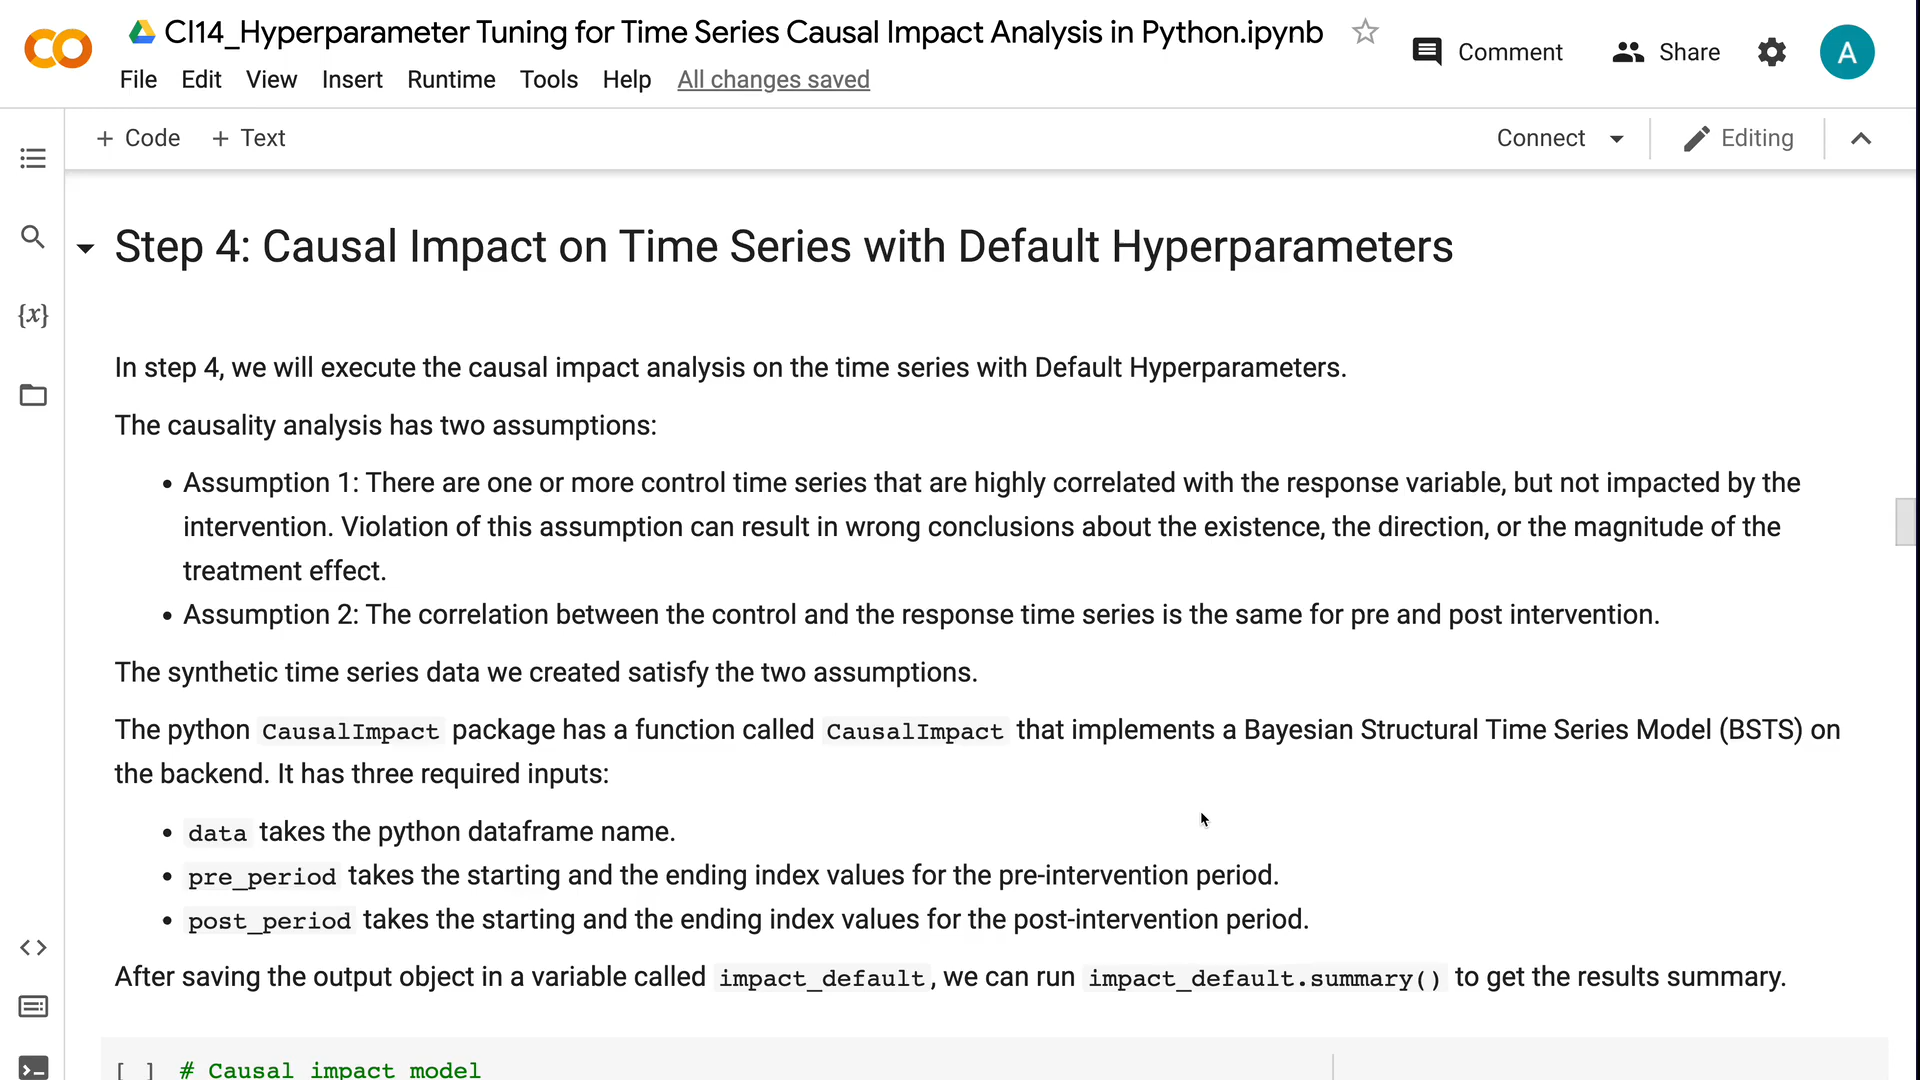 CI14_Hyperparameter Tuning for Time Series Causal Impact Analysis in Python.ipynb
Comment
Share
A
File Edit View Insert Runtime Tools Help All changes saved
+ Code + Text
Connect
Editing
Step 4: Causal Impact on Time Series with Default Hyperparameters
{x}
In step 4, we will execute the causal impact analysis on the time series with Default Hyperparameters.
The causality analysis has two assumptions:
• Assumption 1: There are one or more control time series that are highly correlated with the response variable, but not impacted by the
intervention. Violation of this assumption can result in wrong conclusions about the existence, the direction, or the magnitude of the
treatment effect.
• Assumption 2: The correlation between the control and the response time series is the same for pre and post intervention.
The synthetic time series data we created satisfy the two assumptions.
The python CausalImpact package has a function called CausalImpact that implements a Bayesian Structural Time Series Model (BSTS) on
the backend. It has three required inputs:
• data takes the python dataframe name.
• pre_period takes the starting and the ending index values for the pre-intervention period.
• post_period takes the starting and the ending index values for the post-intervention period.
After saving the output object in a variable called impact_default, we can run impact_default.summary() to get the results summary.
[ ] # Causal impact model